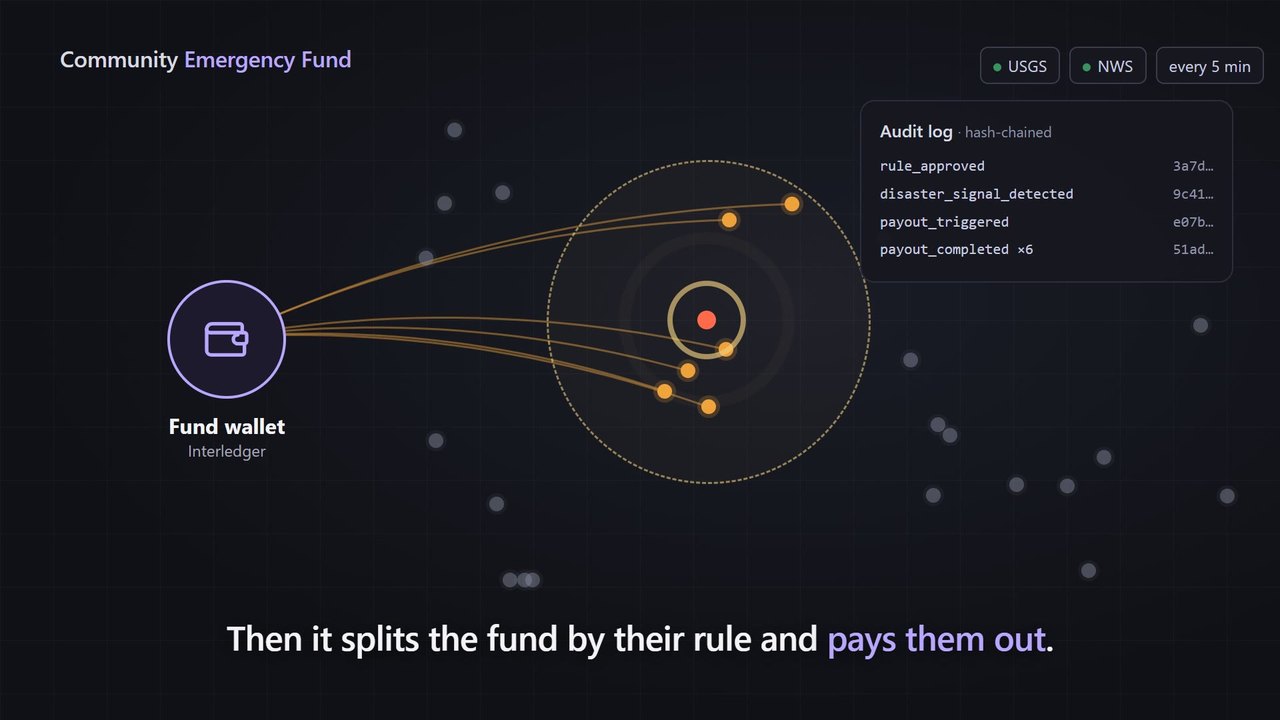 Community Emergency Fund
USGS
NWS
every 5 min
Audit log · hash-chained
rule_approved 3a7d…
disaster_signal_detected 9c41…
payout_triggered e07b…
payout_completed ×6 51ad…
Fund wallet
Interledger
Then it splits the fund by their rule and pays them out.